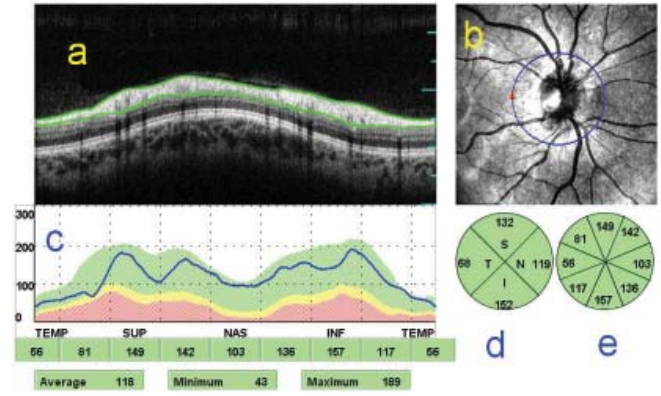 a
b
c
300
200
100
0
TEMP SUP NAS INF TEMP
56 81 149 142 103 136 157 117 56
Average 118 Minimum 43 Maximum 189
132
S
68 T N 119
I
152
d
149 142
81
56 103
117 136
157
e